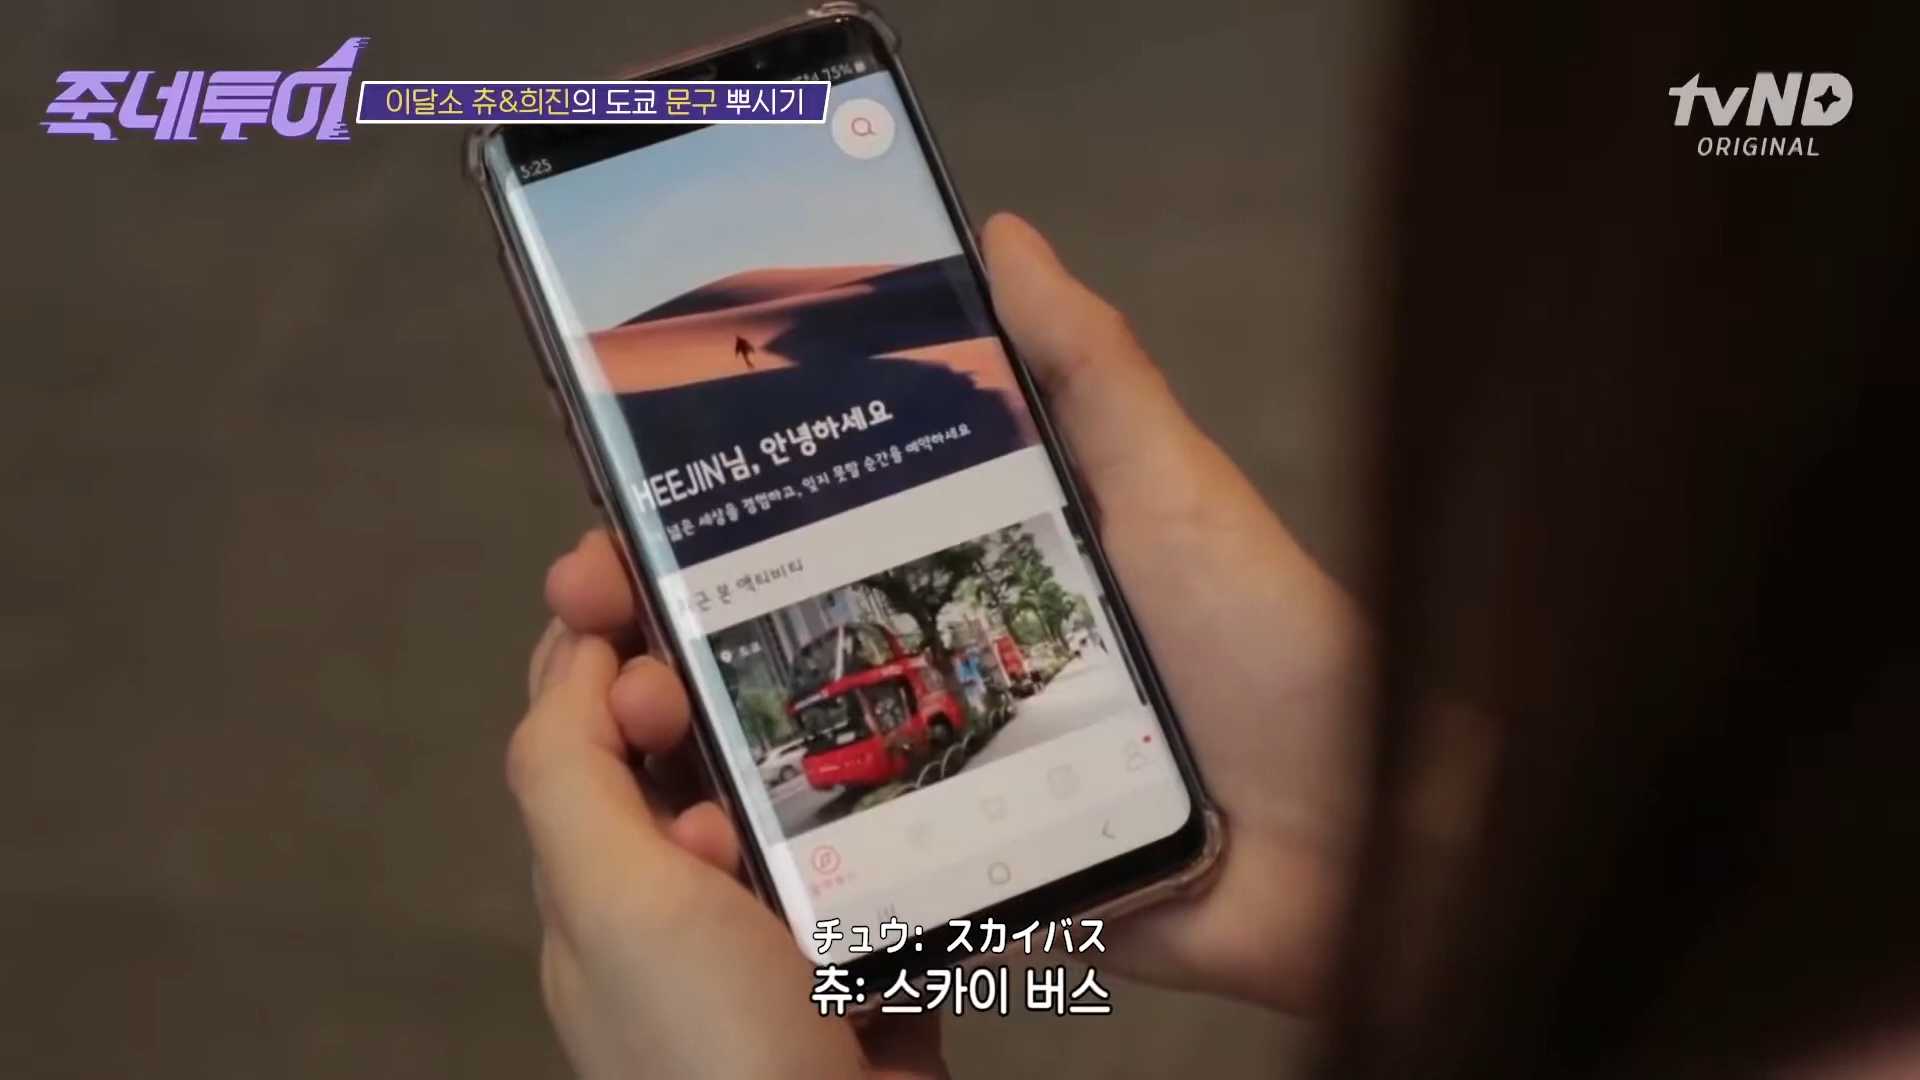 죽네투어
이달소 츄&희진의 도쿄 문구 뿌시기
tvND
ORIGINAL
75%
5:25
HEEJIN님, 안녕하세요
넓은 세상을 경험하고, 잊지 못할 순간을 예약하세요
최근 본 액티비티
도쿄
チュウ: スカイバス
츄: 스카이 버스